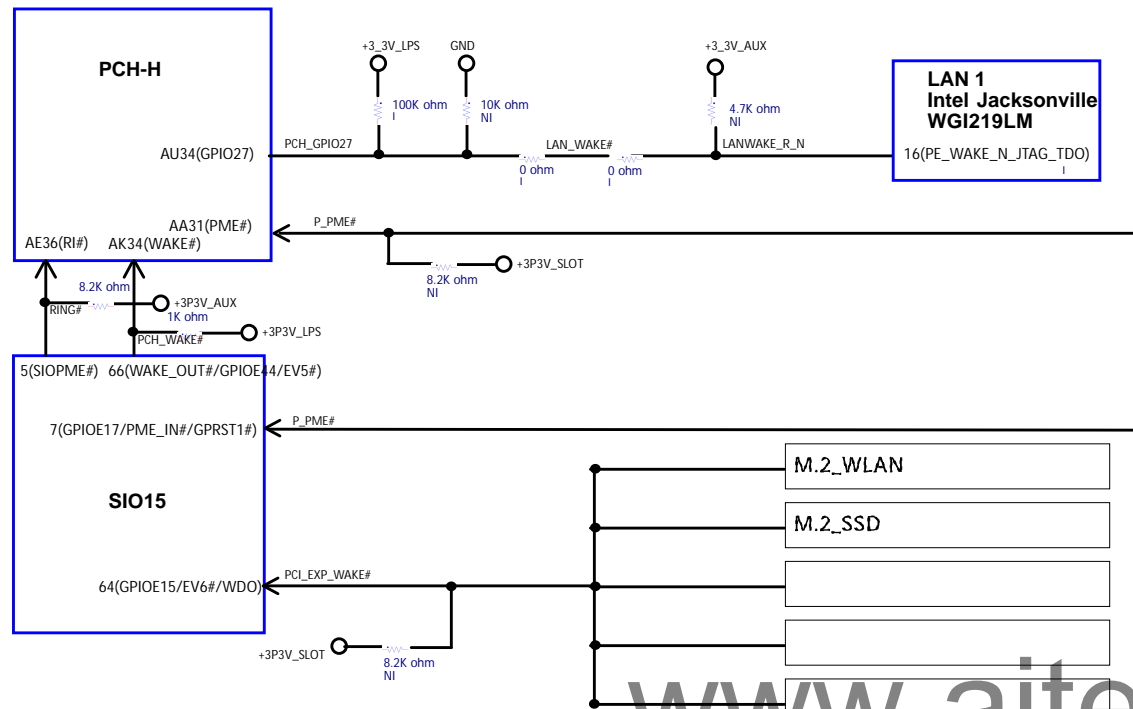 PCH-H
AU34(GPIO27)
AA31(PME#)
AE36(RI#)
AK34(WAKE#)
+3_3V_LPS
GND
+3_3V_AUX
100K ohm
I
10K ohm
NI
4.7K ohm
NI
PCH_GPIO27
LAN_WAKE#
LANWAKE_R_N
0 ohm
I
0 ohm
I
LAN 1
Intel Jacksonville
WGI219LM
16(PE_WAKE_N_JTAG_TDO)
I
P_PME#
8.2K ohm
NI
+3P3V_SLOT
8.2K ohm
RING#
+3P3V_AUX
1K ohm
PCH_WAKE#
+3P3V_LPS
5(SIOPME#)
66(WAKE_OUT#/GPIOE44/EV5#)
7(GPIOE17/PME_IN#/GPRST1#)
P_PME#
SIO15
64(GPIOE15/EV6#/WDO)
PCI_EXP_WAKE#
+3P3V_SLOT
8.2K ohm
NI
M.2_WLAN
M.2_SSD